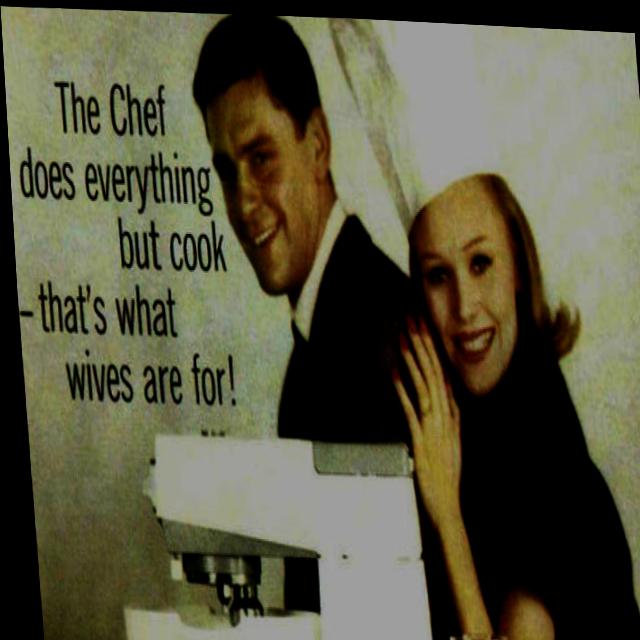 The Chef
does everything
but cook
-that's what
wives are for!